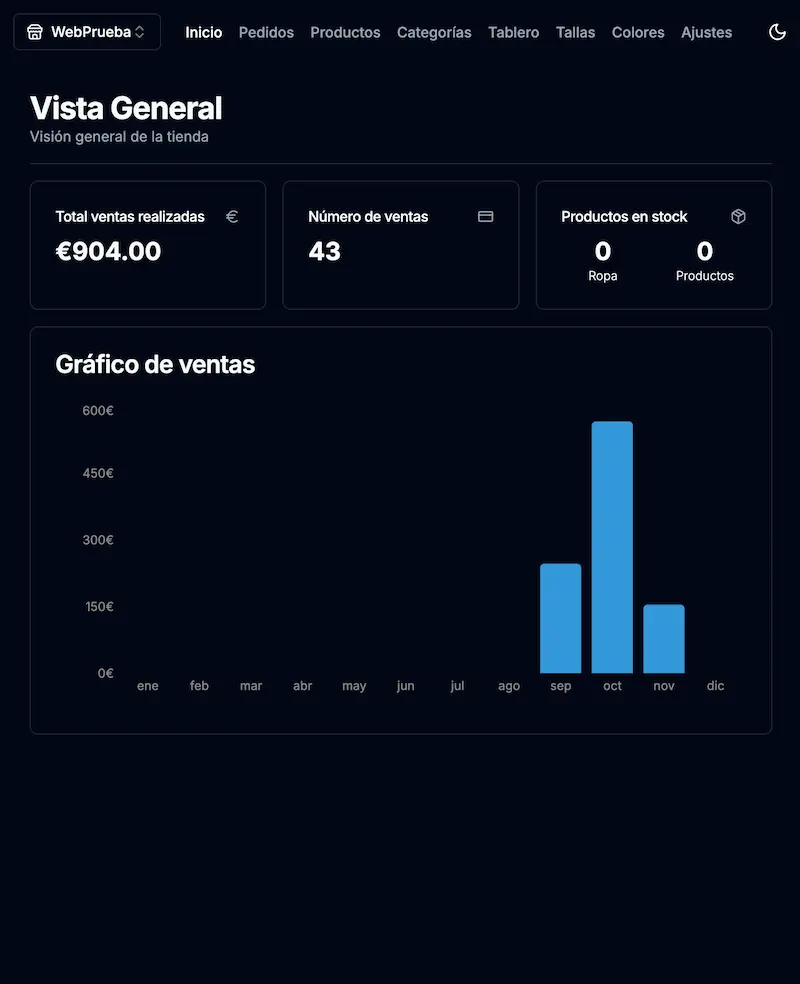 WebPrueba Inicio Pedidos Productos Categorías Tablero Tallas Colores Ajustes
Vista General
Visión general de la tienda
Total ventas realizadas
€904.00
Número de ventas
43
Productos en stock
0 0
Ropa Productos
Gráfico de ventas
600€
450€
300€
150€
0€
ene feb mar abr may jun jul ago sep oct nov dic